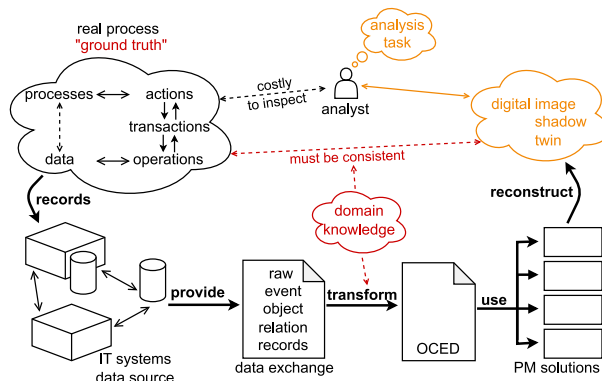 real process
"ground truth"
analysis
task
processes
actions
transactions
data
operations
costly
to inspect
analyst
digital image
shadow
twin
must be consistent
records
reconstruct
domain
knowledge
provide
raw
event
object
relation
records
transform
OCED
use
IT systems
data source
data exchange
PM solutions